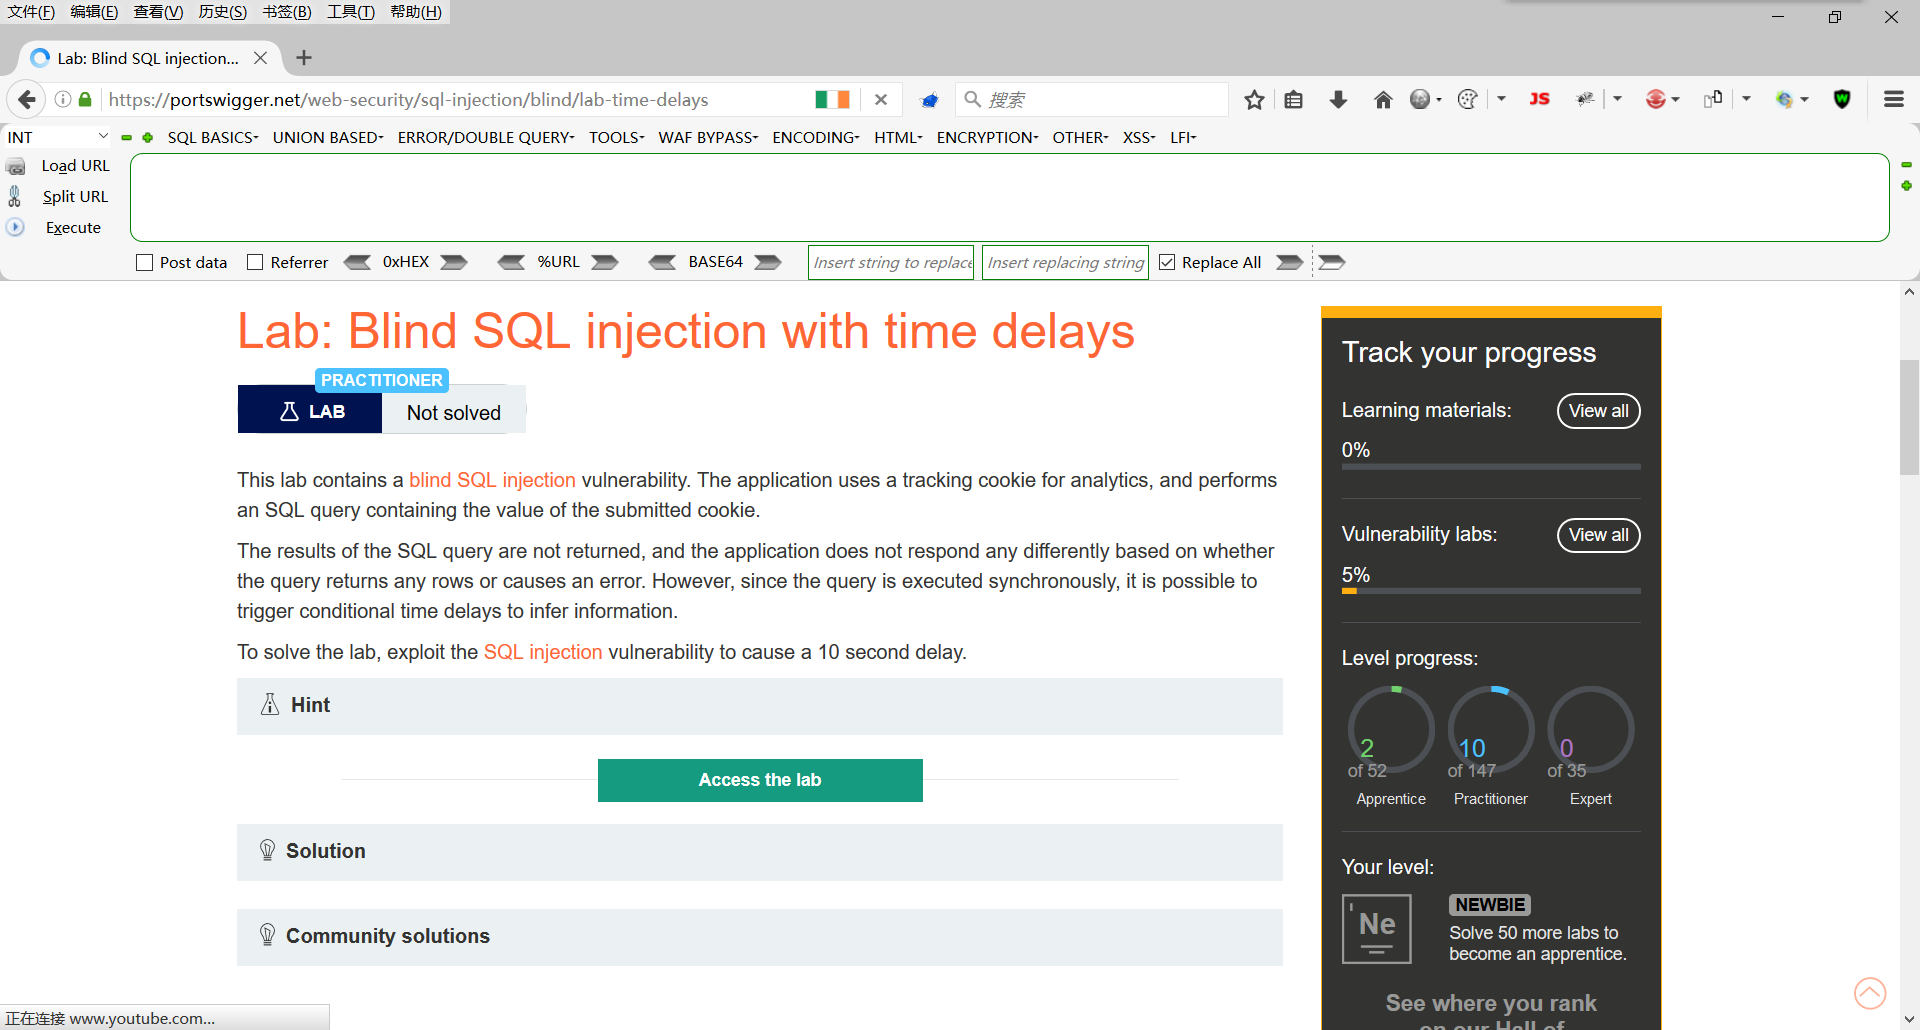 文件(F) 编辑(E) 查看(V) 历史(S) 书签(B) 工具(T) 帮助(H)
Lab: Blind SQL injection...
https://portswigger.net/web-security/sql-injection/blind/lab-time-delays
搜索
JS
INT
SQL BASICS UNION BASED ERROR/DOUBLE QUERY TOOLS WAF BYPASS ENCODING HTML ENCRYPTION OTHER XSS LFI
Load URL
Split URL
Execute
Post data Referrer 0xHEX %URL BASE64 Insert string to replace Insert replacing string Replace All
Lab: Blind SQL injection with time delays
PRACTITIONER
LAB Not solved
This lab contains a blind SQL injection vulnerability. The application uses a tracking cookie for analytics, and performs
an SQL query containing the value of the submitted cookie.
The results of the SQL query are not returned, and the application does not respond any differently based on whether
the query returns any rows or causes an error. However, since the query is executed synchronously, it is possible to
trigger conditional time delays to infer information.
To solve the lab, exploit the SQL injection vulnerability to cause a 10 second delay.
Hint
Access the lab
Solution
Community solutions
Track your progress
Learning materials: View all
0%
Vulnerability labs: View all
5%
Level progress:
2 10 0
of 52 of 147 of 35
Apprentice Practitioner Expert
Your level:
Ne
NEWBIE
Solve 50 more labs to
become an apprentice.
See where you rank
on our Hall of
正在连接 www.youtube.com...